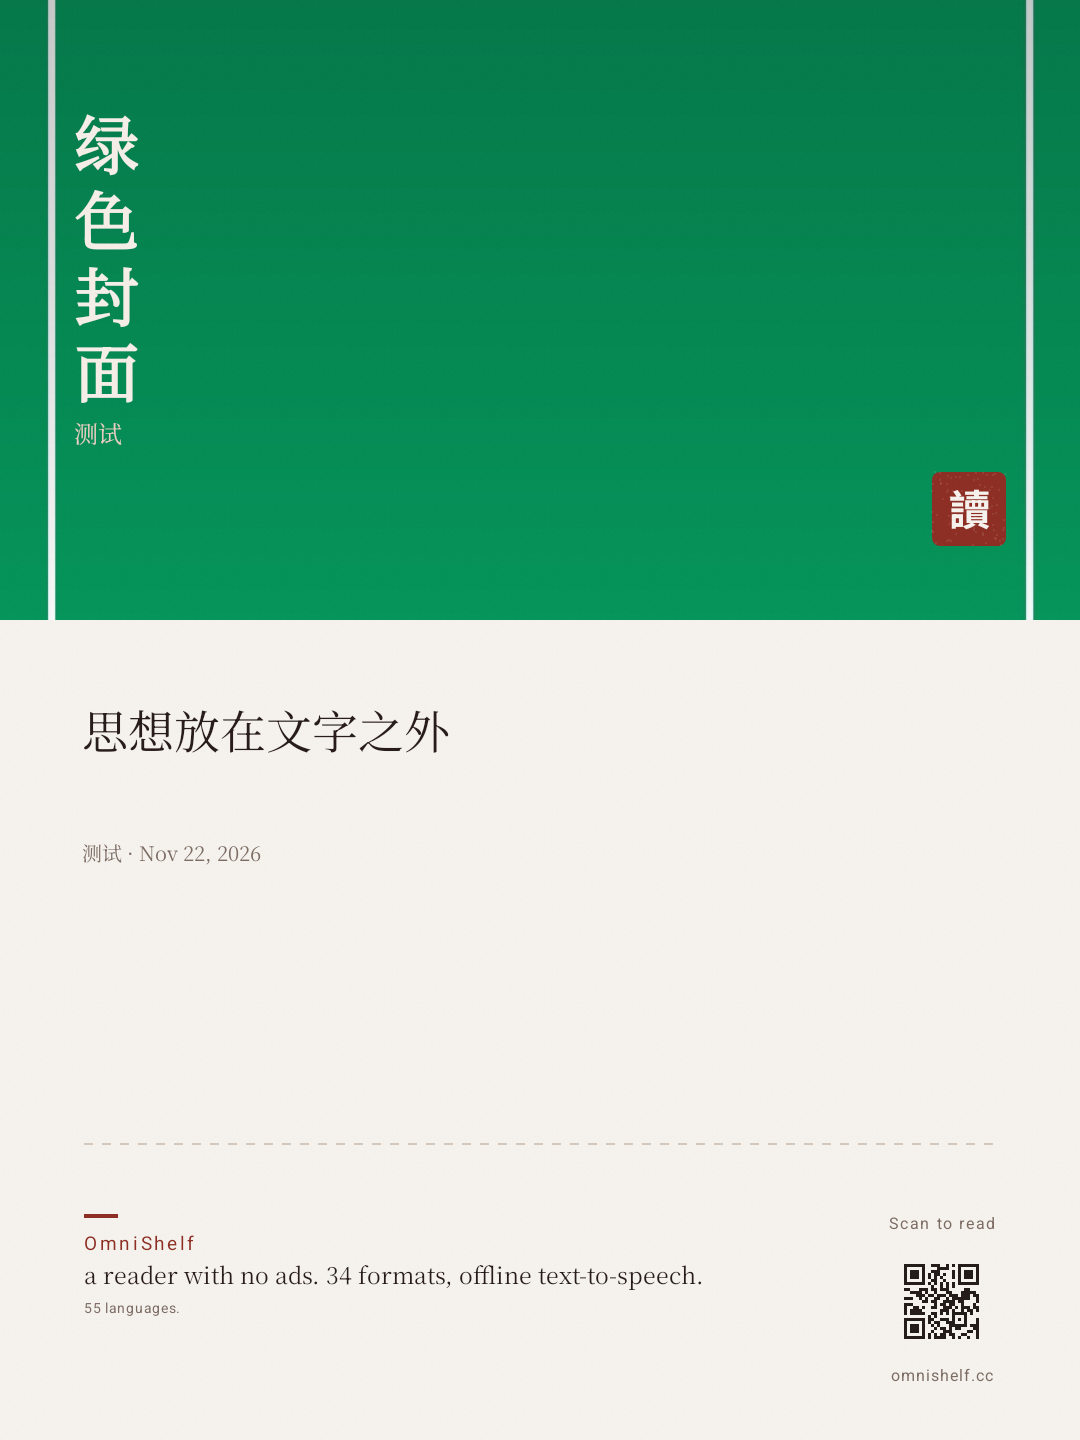 绿色封面
测试
讀
思想放在文字之外
测试 · Nov 22, 2026
OmniShelf
a reader with no ads. 34 formats, offline text-to-speech.
55 languages.
Scan to read
omnishelf.cc